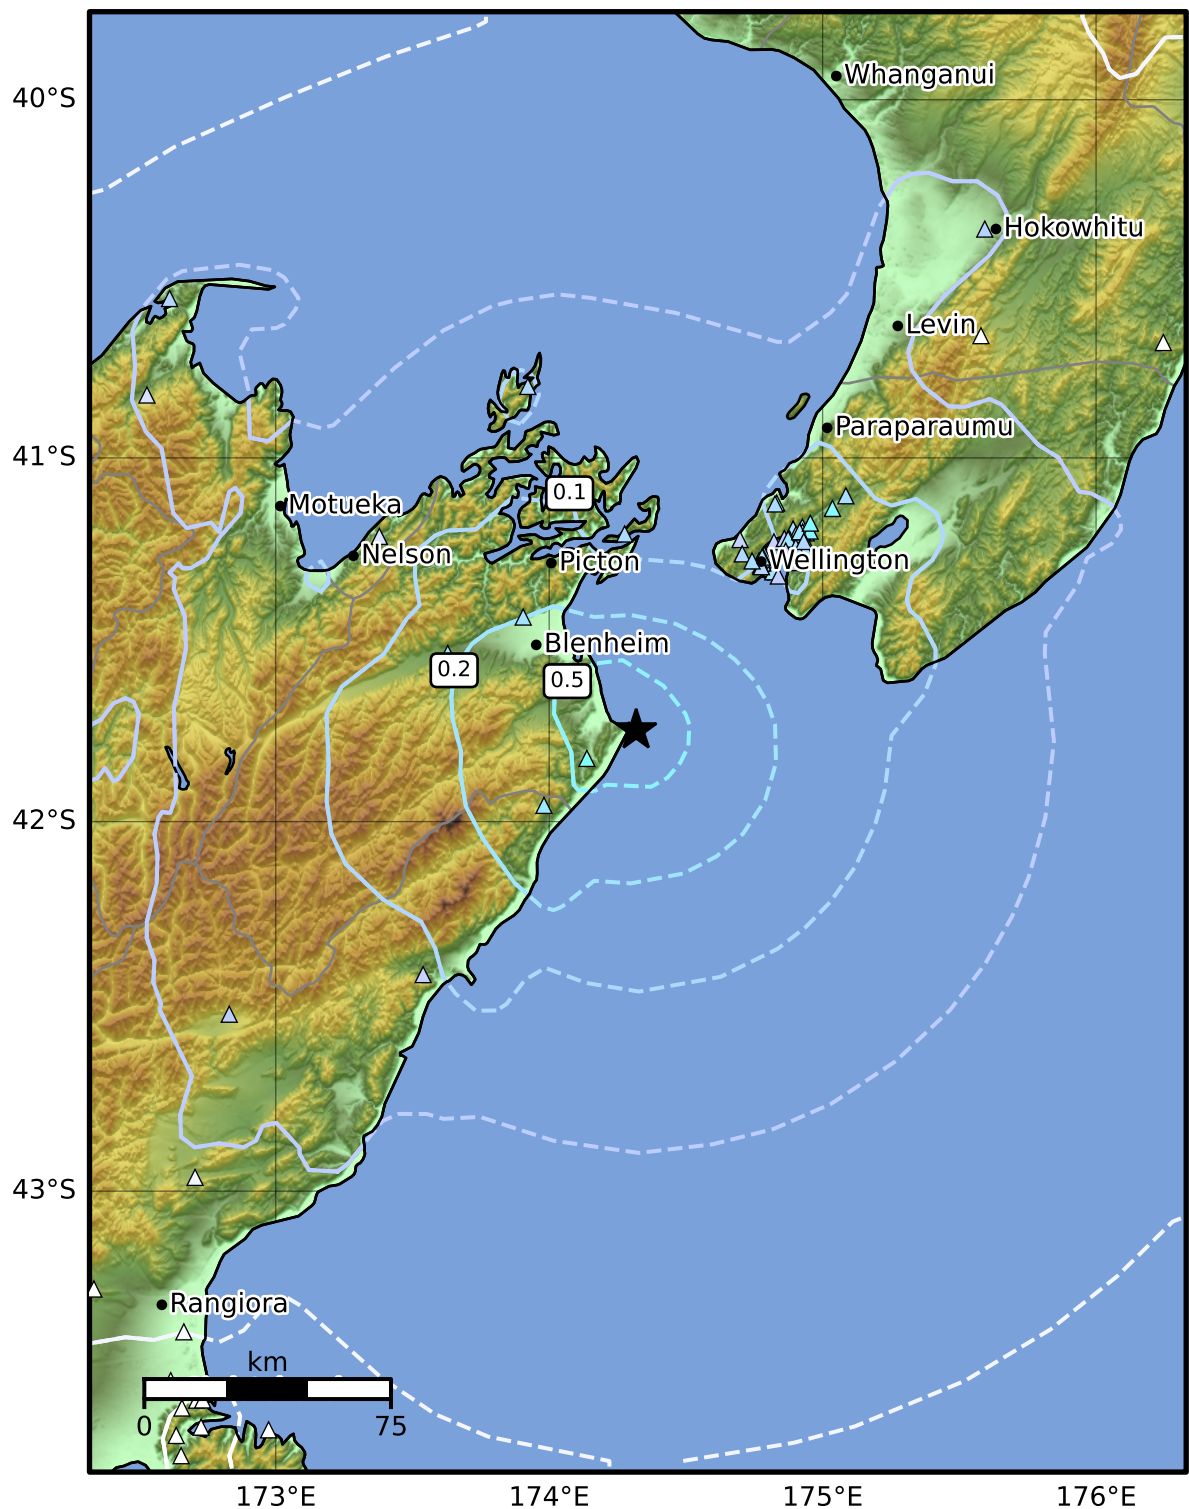 Whanganui
40°S
Hokowhitu
Levin
Paraparaumu
41°S
0.1
Motueka
Nelson
Picton
Wellington
Blenheim
0.2
0.5
42°S
43°S
Rangiora
km
0
75
173°E
174°E
175°E
176°E